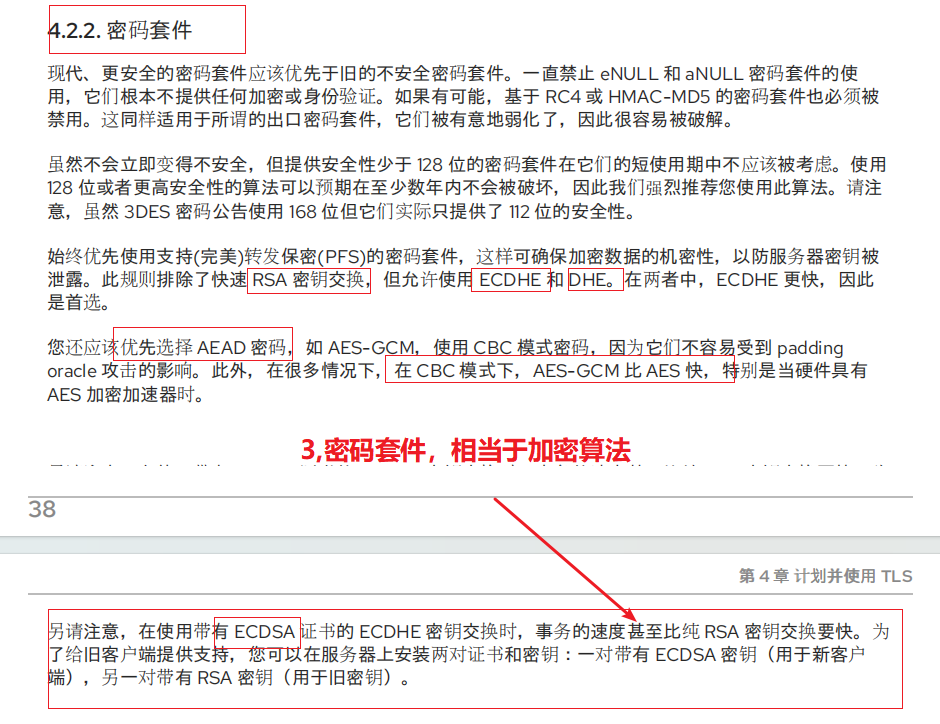 4.2.2. 密码套件
现代、更安全的密码套件应该优先于旧的不安全密码套件。一直禁止 eNULL 和 aNULL 密码套件的使
用，它们根本不提供任何加密或身份验证。如果有可能，基于 RC4 或 HMAC-MD5 的密码套件也必须被
禁用。这同样适用于所谓的出口密码套件，它们被有意地弱化了，因此很容易被破解。
虽然不会立即变得不安全，但提供安全性少于 128 位的密码套件在它们的短使用期中不应该被考虑。使用
128 位或者更高安全性的算法可以预期在至少数年内不会被破坏，因此我们强烈推荐您使用此算法。请注
意，虽然 3DES 密码公告使用 168 位但它们实际只提供了 112 位的安全性。
始终优先使用支持(完美)转发保密(PFS)的密码套件，这样可确保加密数据的机密性，以防服务器密钥被
泄露。此规则排除了快速 RSA 密钥交换，但允许使用 ECDHE 和 DHE。在两者中，ECDHE 更快，因此
是首选。
您还应该优先选择 AEAD 密码，如 AES-GCM，使用 CBC 模式密码，因为它们不容易受到 padding
oracle 攻击的影响。此外，在很多情况下，在 CBC 模式下，AES-GCM 比 AES 快，特别是当硬件具有
AES 加密加速器时。
3,密码套件，相当于加密算法
38
第 4 章 计划并使用 TLS
另请注意，在使用带有 ECDSA 证书的 ECDHE 密钥交换时，事务的速度甚至比纯 RSA 密钥交换要快。为
了给旧客户端提供支持，您可以在服务器上安装两对证书和密钥：一对带有 ECDSA 密钥（用于新客户
端），另一对带有 RSA 密钥（用于旧密钥）。